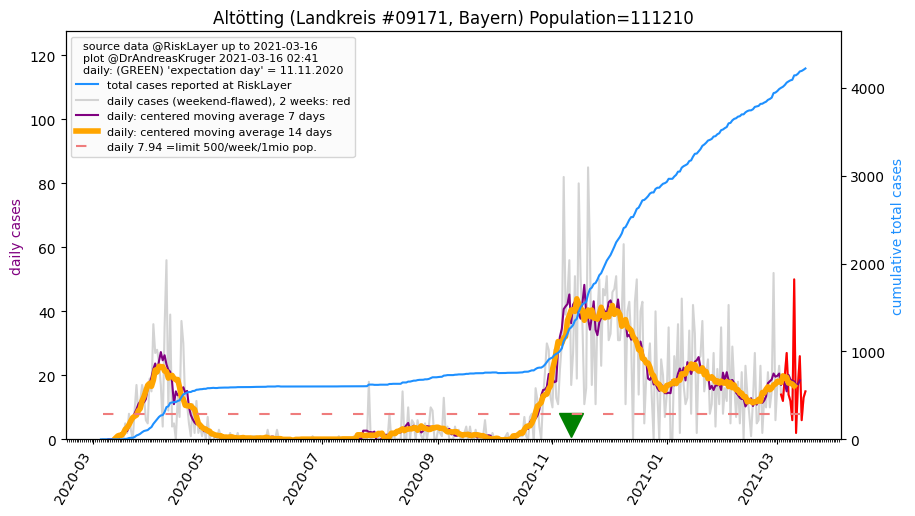 Altötting (Landkreis #09171, Bayern) Population=111210
source data @RiskLayer up to 2021-03-16
plot @DrAndreasKruger 2021-03-16 02:41
daily: (GREEN) 'expectation day' = 11.11.2020
total cases reported at RiskLayer
daily cases (weekend-flawed), 2 weeks: red
daily: centered moving average 7 days
daily: centered moving average 14 days
daily 7.94 =limit 500/week/1mio pop.
daily cases
120
100
80
60
40
20
0
cumulative total cases
4000
3000
2000
1000
0
2020-03
2020-05
2020-07
2020-09
2020-11
2021-01
2021-03